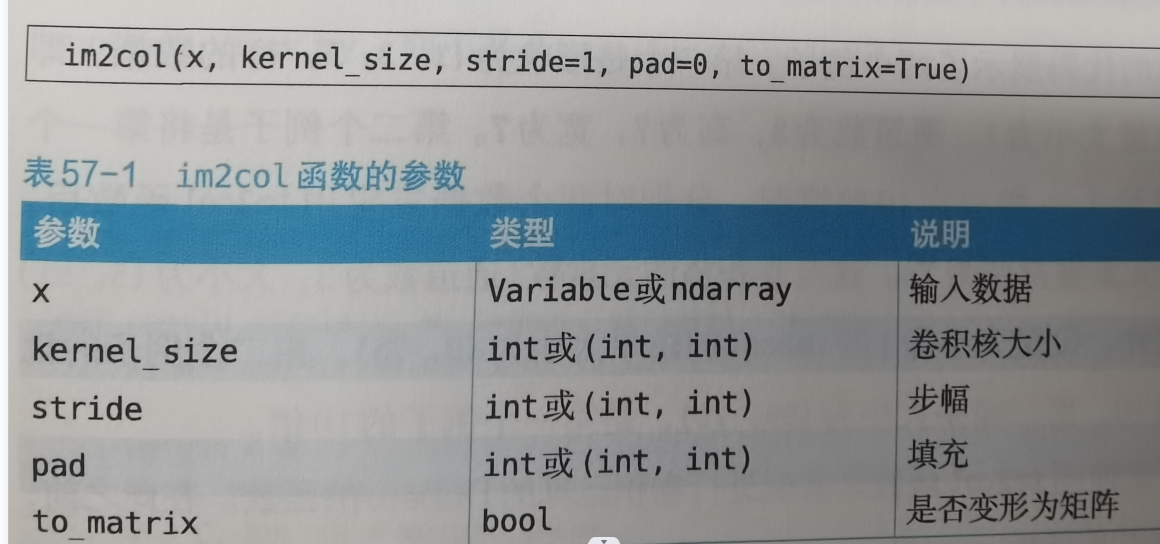 im2col(x, kernel_size, stride=1, pad=0, to_matrix=True)
表57-1 im2col函数的参数
参数 类型 说明
x Variable或ndarray 输入数据
kernel_size int或(int, int) 卷积核大小
stride int或(int, int) 步幅
pad int或(int, int) 填充
to_matrix bool 是否变形为矩阵